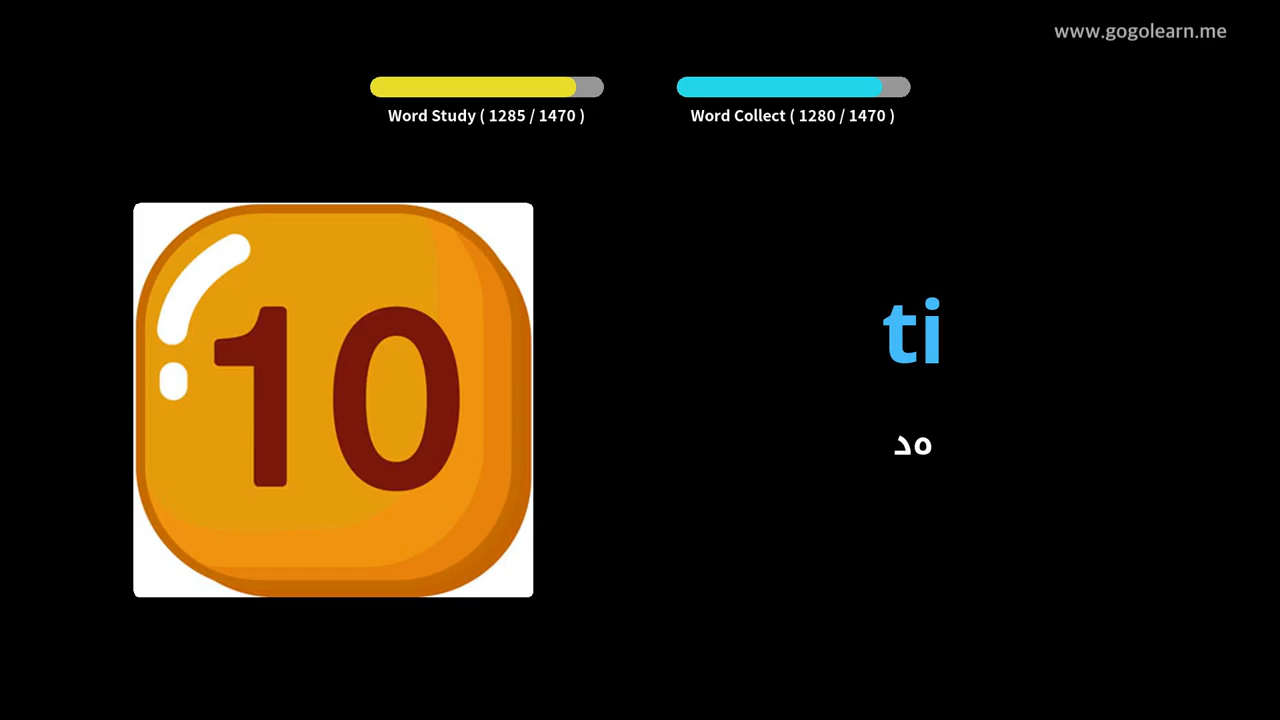 www.gogolearn.me
Word Study ( 1285 / 1470 )
Word Collect ( 1280 / 1470 )
10
ti
ده